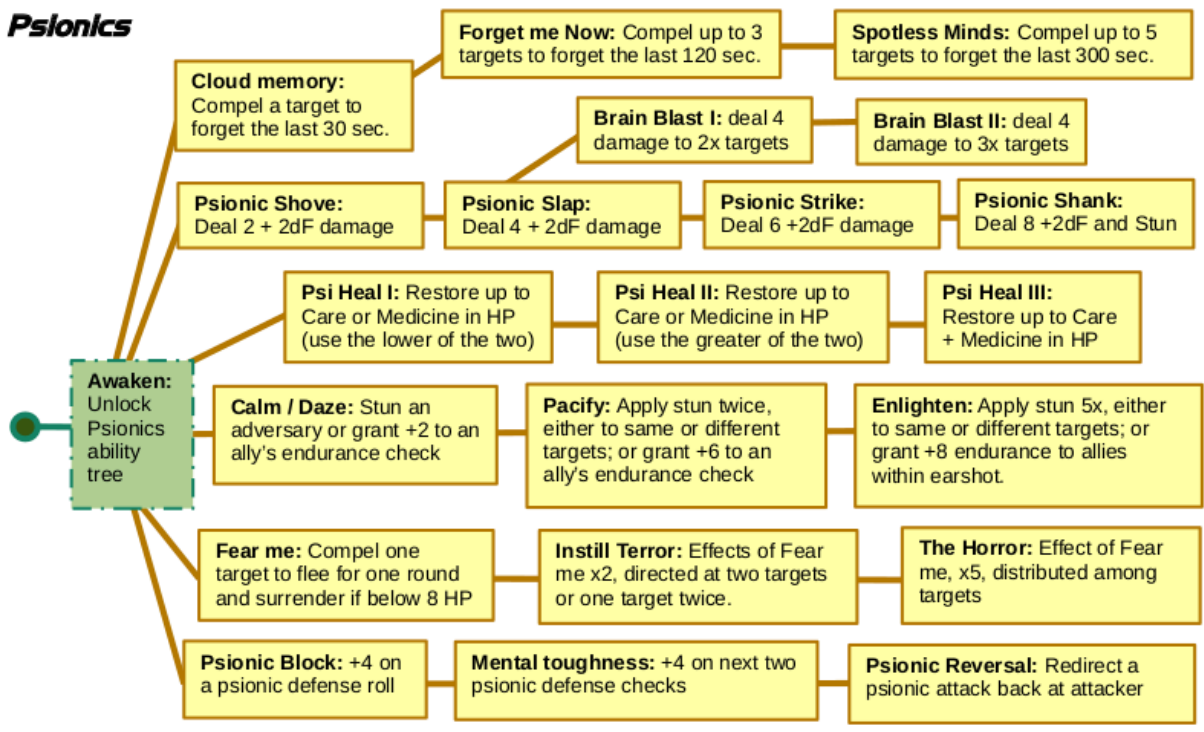 Psionics
Forget me Now: Compel up to 3
targets to forget the last 120 sec.
Spotless Minds: Compel up to 5
targets to forget the last 300 sec.
Cloud memory:
Compel a target to
forget the last 30 sec.
Brain Blast I: deal 4
damage to 2x targets
Brain Blast II: deal 4
damage to 3x targets
Psionic Shove:
Deal 2 + 2dF damage
Psionic Slap:
Deal 4 + 2dF damage
Psionic Strike:
Deal 6 +2dF damage
Psionic Shank:
Deal 8 +2dF and Stun
Psi Heal I: Restore up to
Care or Medicine in HP
(use the lower of the two)
Psi Heal II: Restore up to
Care or Medicine in HP
(use the greater of the two)
Psi Heal III:
Restore up to Care
+ Medicine in HP
Awaken:
Unlock
Psionics
ability
tree
Calm / Daze: Stun an
adversary or grant +2 to an
ally's endurance check
Pacify: Apply stun twice,
either to same or different
targets; or grant +6 to an
ally's endurance check
Enlighten: Apply stun 5x, either
to same or different targets; or
grant +8 endurance to allies
within earshot.
Fear me: Compel one
target to flee for one round
and surrender if below 8 HP
Instill Terror: Effects of Fear
me x2, directed at two targets
or one target twice.
The Horror: Effect of Fear
me, x5, distributed among
targets
Psionic Block: +4 on
a psionic defense roll
Mental toughness: +4 on next two
psionic defense checks
Psionic Reversal: Redirect a
psionic attack back at attacker